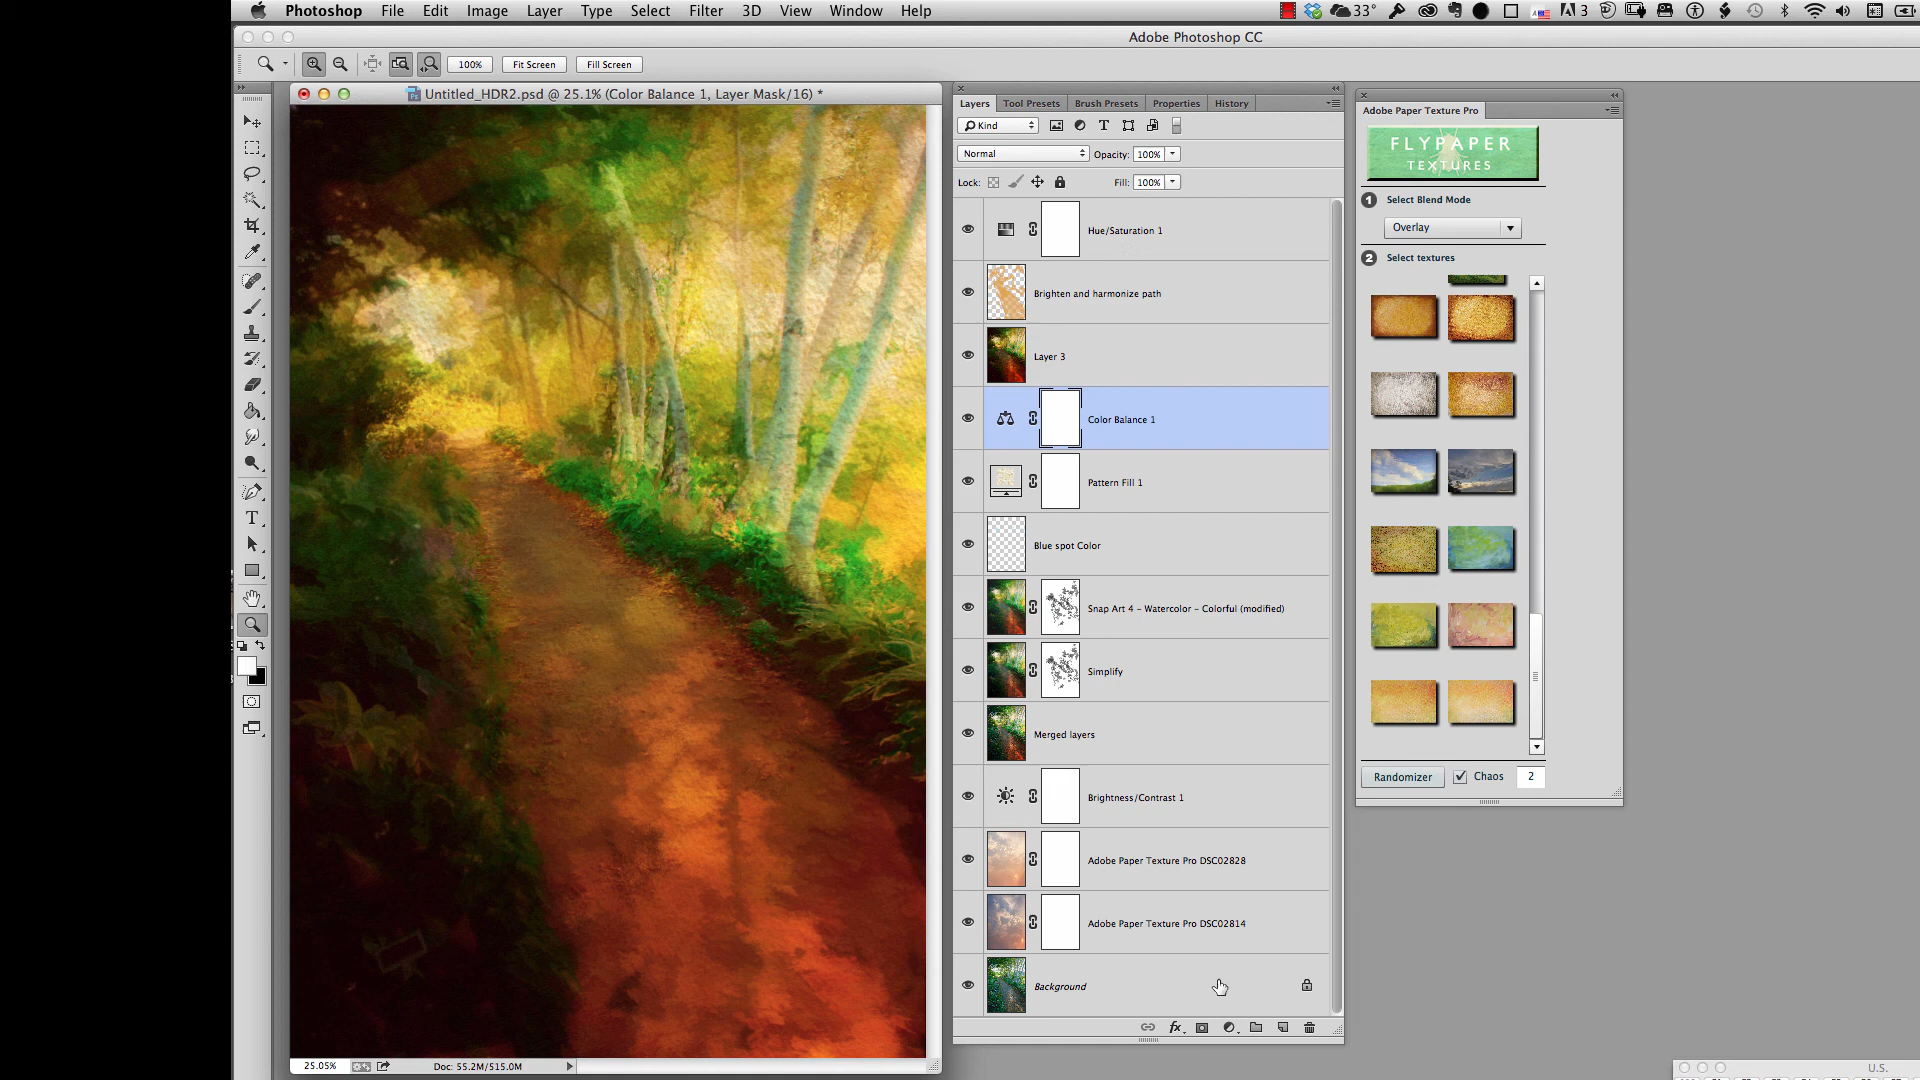 Photoshop File Edit Image Layer Type Select Filter 3D View Window Help 33° 3
Adobe Photoshop CC
100% Fit Screen Fill Screen
Untitled_HDR2.psd @ 25.1% (Color Balance 1, Layer Mask/16) *
Layers Tool Presets Brush Presets Properties History
Kind
Normal Opacity: 100%
Lock: Fill: 100%
Hue/Saturation 1
Brighten and harmonize path
Layer 3
Color Balance 1
Pattern Fill 1
Blue spot Color
Snap Art 4 - Watercolor - Colorful (modified)
Simplify
Merged layers
Brightness/Contrast 1
Adobe Paper Texture Pro DSC02828
Adobe Paper Texture Pro DSC02814
Background
fx
25.05% Doc: 55.2M/515.0M
Adobe Paper Texture Pro
FLYPAPER
TEXTURES
1 Select Blend Mode
Overlay
2 Select textures
Randomizer Chaos 2
U.S.